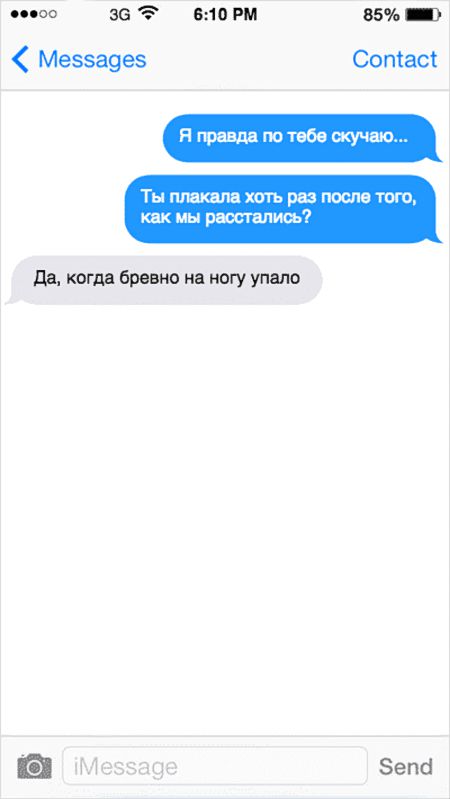 3G 6:10 PM 85%
Messages Contact
Я правда по тебе скучаю...
Ты плакала хоть раз после того,
как мы расстались?
Да, когда бревно на ногу упало
iMessage Send